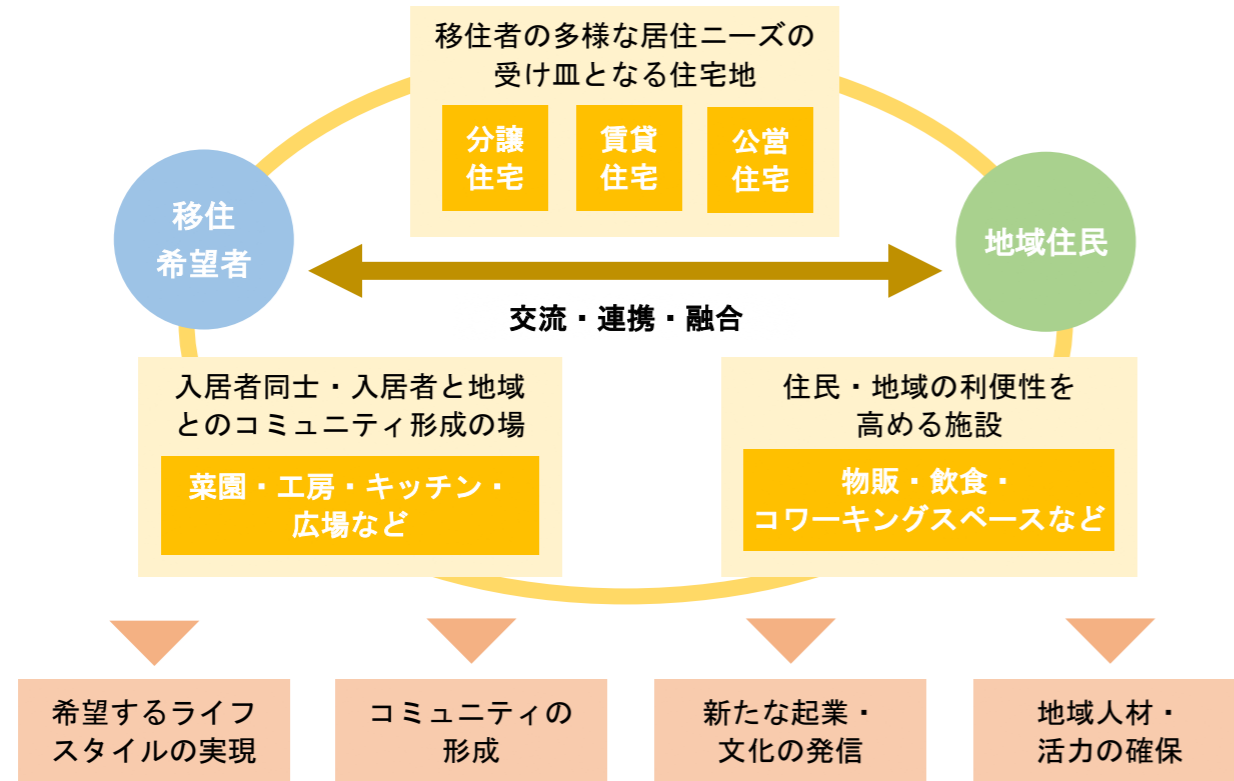 移住者の多様な居住ニーズの
受け皿となる住宅地
分譲
住宅
賃貸
住宅
公営
住宅
移住
希望者
地域住民
交流・連携・融合
入居者同士・入居者と地域
とのコミュニティ形成の場
菜園・工房・キッチン・
広場など
住民・地域の利便性を
高める施設
物販・飲食・
コワーキングスペースなど
希望するライフ
スタイルの実現
コミュニティの
形成
新たな起業・
文化の発信
地域人材・
活力の確保